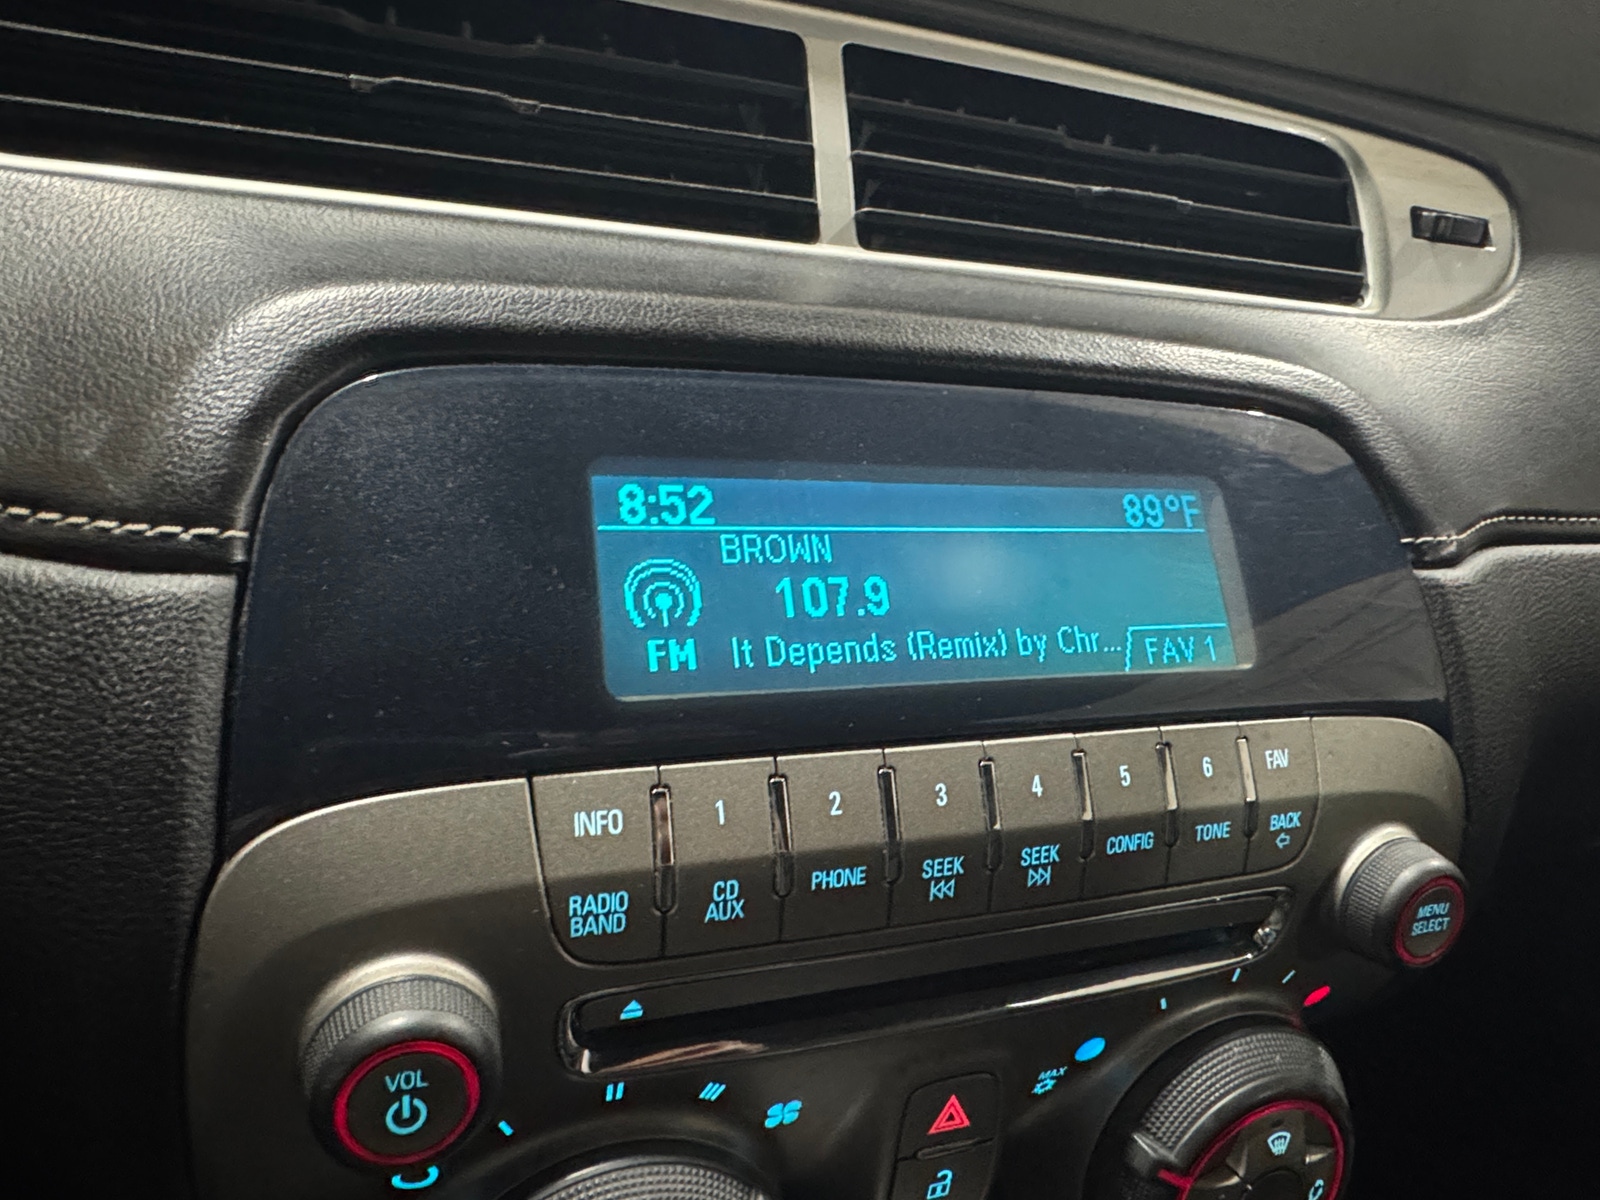 8:52 89°F
BROWN
107.9
FM It Depends (Remix) by Chr... FAV 1
INFO 1 2 3 4 5 6 FAV
RADIO BAND
CD AUX
PHONE
SEEK
SEEK
CONFIG
TONE
BACK
MENU SELECT
VOL
MAX